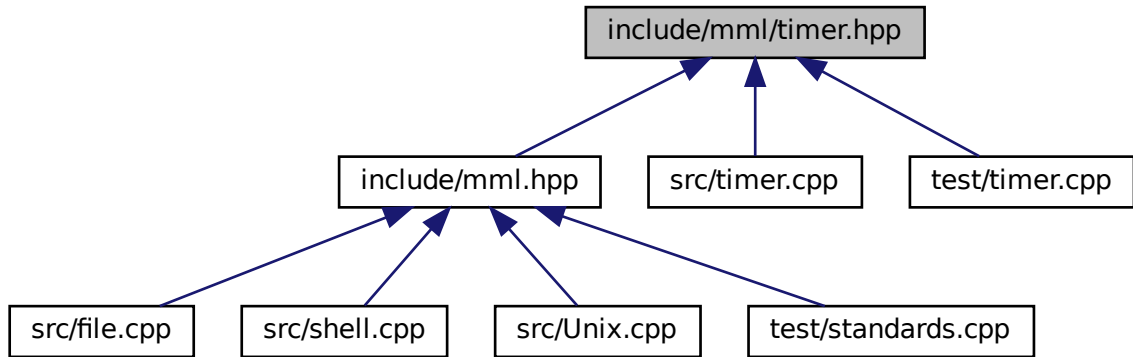 include/mml/timer.hpp
include/mml.hpp
src/timer.cpp
test/timer.cpp
src/file.cpp
src/shell.cpp
src/Unix.cpp
test/standards.cpp